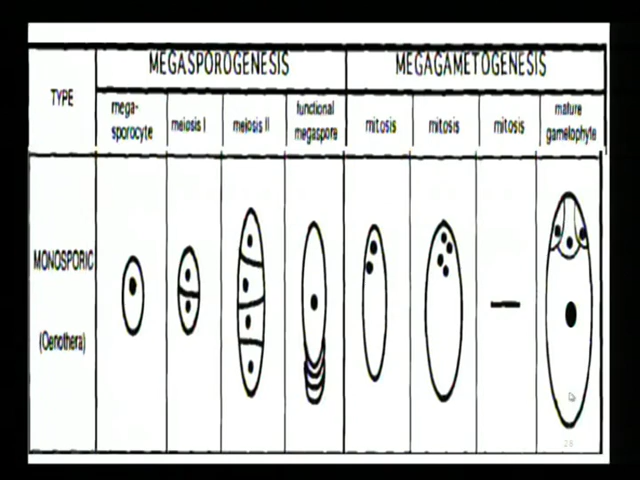 MEGASPOROGENESIS MEGAGAMETOGENESIS
TYPE
mega-
sporocyte
meiosis I
meiosis II
functional
megaspore
mitosis
mitosis
mitosis
mature
gametophyte
MONOSPORIC
(Oenothera)
28